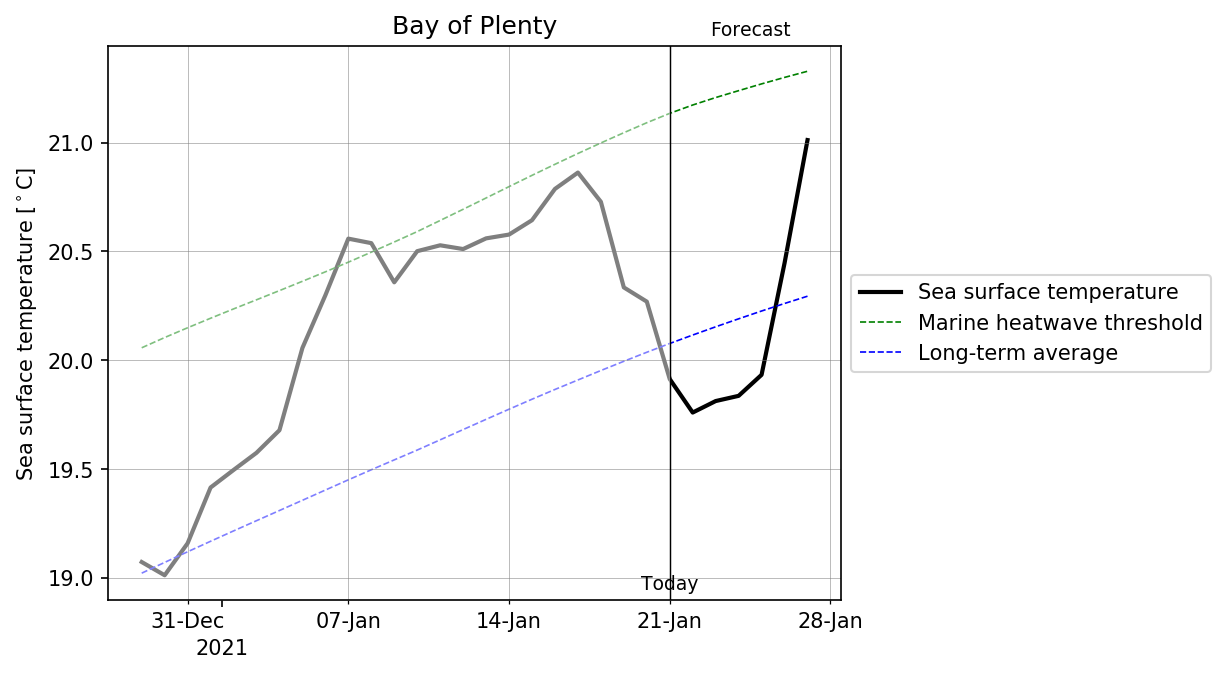 Bay of Plenty
Forecast
Sea surface temperature [°C]
21.0
20.5
20.0
19.5
19.0
Today
31-Dec
07-Jan
14-Jan
21-Jan
28-Jan
2021
Sea surface temperature
Marine heatwave threshold
Long-term average